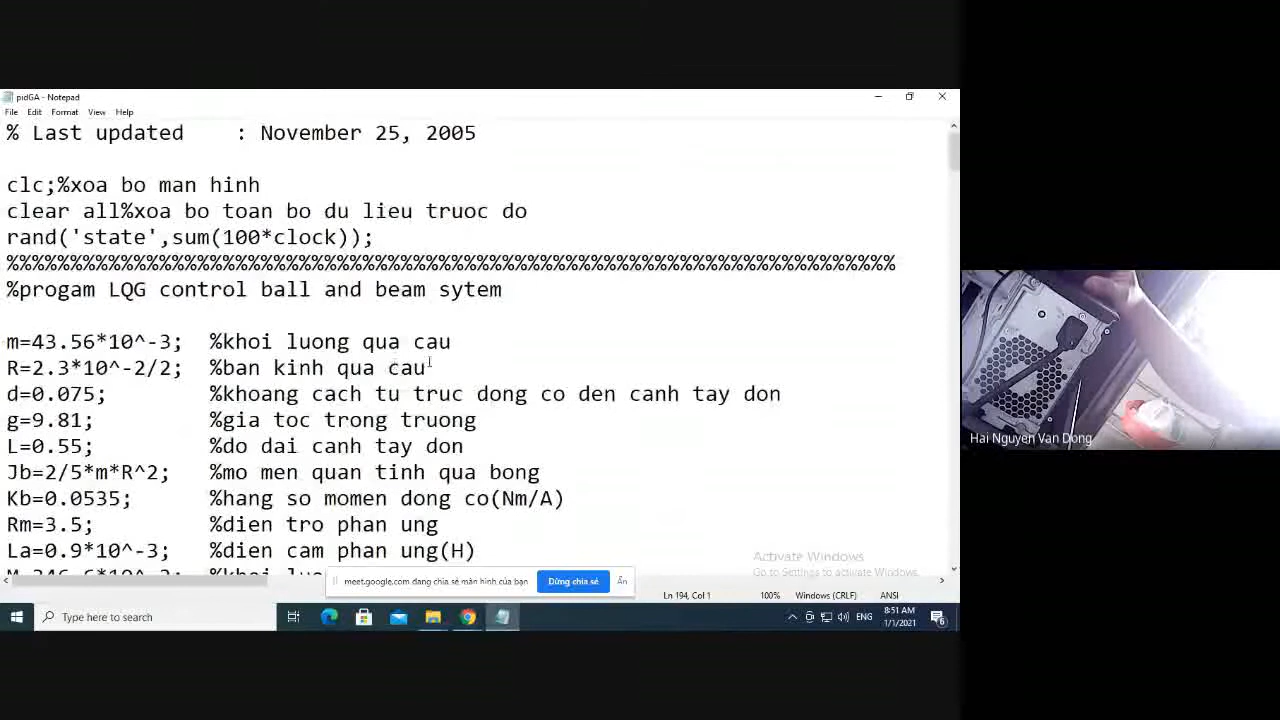 pidGA - Notepad
File Edit Format View Help
% Last updated : November 25, 2005
clc;%xoa bo man hinh
clear all%xoa bo toan bo du lieu truoc do
rand('state',sum(100*clock));
%%%%%%%%%%%%%%%%%%%%%%%%%%%%%%%%%%%%%%%%%%%%%%%%%%%%%%%%%%%%%%%%%%%%%%%%
%progam LQG control ball and beam sytem
m=43.56*10^-3; %khoi luong qua cau
R=2.3*10^-2/2; %ban kinh qua cau
d=0.075; %khoang cach tu truc dong co den canh tay don
g=9.81; %gia toc trong truong
L=0.55; %do dai canh tay don
Jb=2/5*m*R^2; %mo men quan tinh qua bong
Kb=0.0535; %hang so momen dong co(Nm/A)
Rm=3.5; %dien tro phan ung
La=0.9*10^-3; %dien cam phan ung(H)
Hai Nguyen Van Dong
Activate Windows
Go to Settings to activate Windows.
meet.google.com đang chia sẻ màn hình của bạn Dừng chia sẻ Ẩn
Ln 194, Col 1 100% Windows (CRLF) ANSI
Type here to search
ENG
8:51 AM
1/1/2021
6